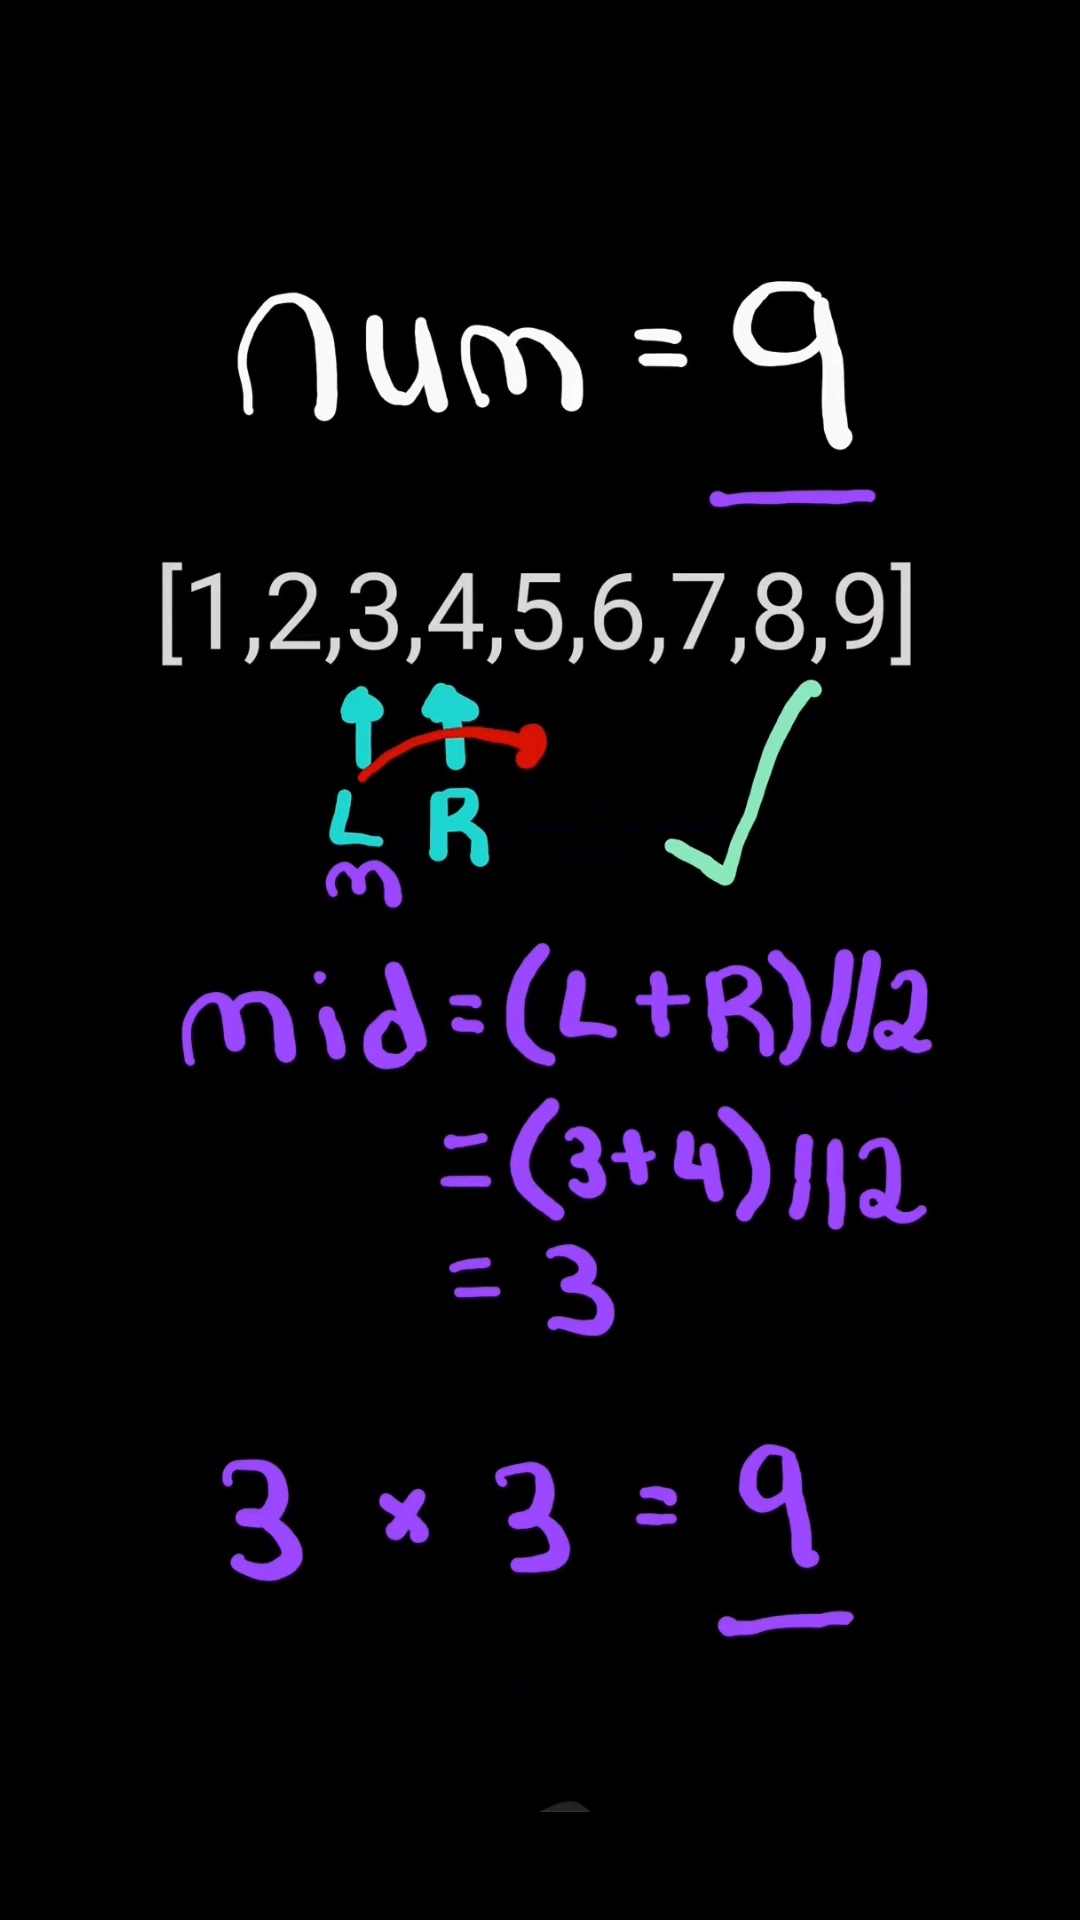 num = 9
[1,2,3,4,5,6,7,8,9]
L R
m
mid = (L + R) // 2
= (3 + 4) // 2
= 3
3 × 3 = 9